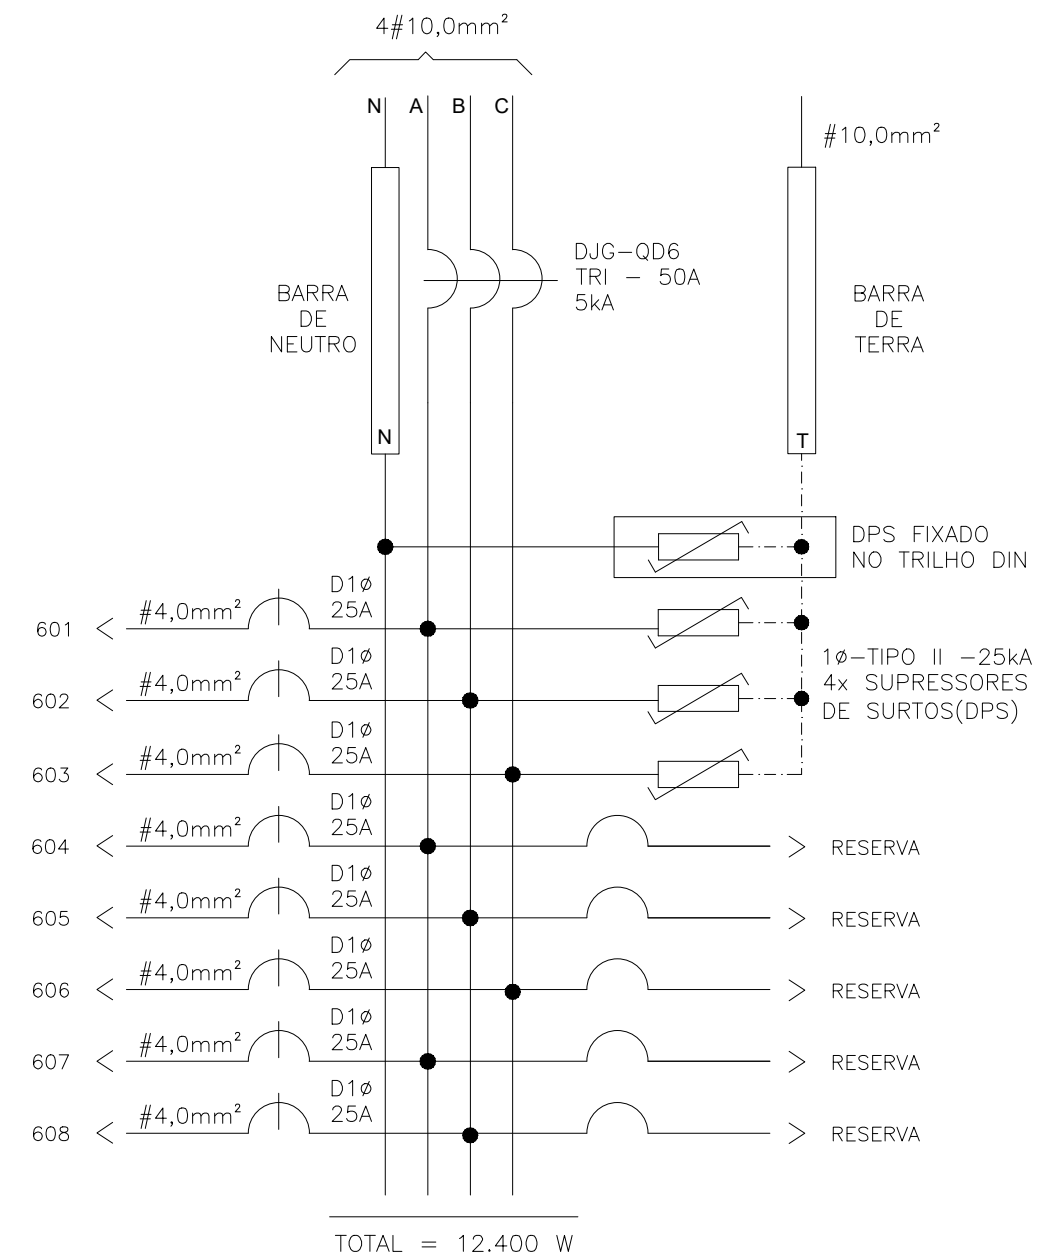 4#10,0mm²
N A B C
#10,0mm²
DJG-QD6
TRI - 50A
5kA
BARRA
DE
NEUTRO
BARRA
DE
TERRA
N
T
DPS FIXADO
NO TRILHO DIN
D1ø
25A
#4,0mm²
601
1ø-TIPO II -25kA
4x SUPRESSORES
DE SURTOS(DPS)
D1ø
25A
#4,0mm²
602
D1ø
25A
#4,0mm²
603
D1ø
25A
#4,0mm²
604
RESERVA
D1ø
25A
#4,0mm²
605
RESERVA
D1ø
25A
#4,0mm²
606
RESERVA
D1ø
25A
#4,0mm²
607
RESERVA
D1ø
25A
#4,0mm²
608
RESERVA
TOTAL = 12.400 W